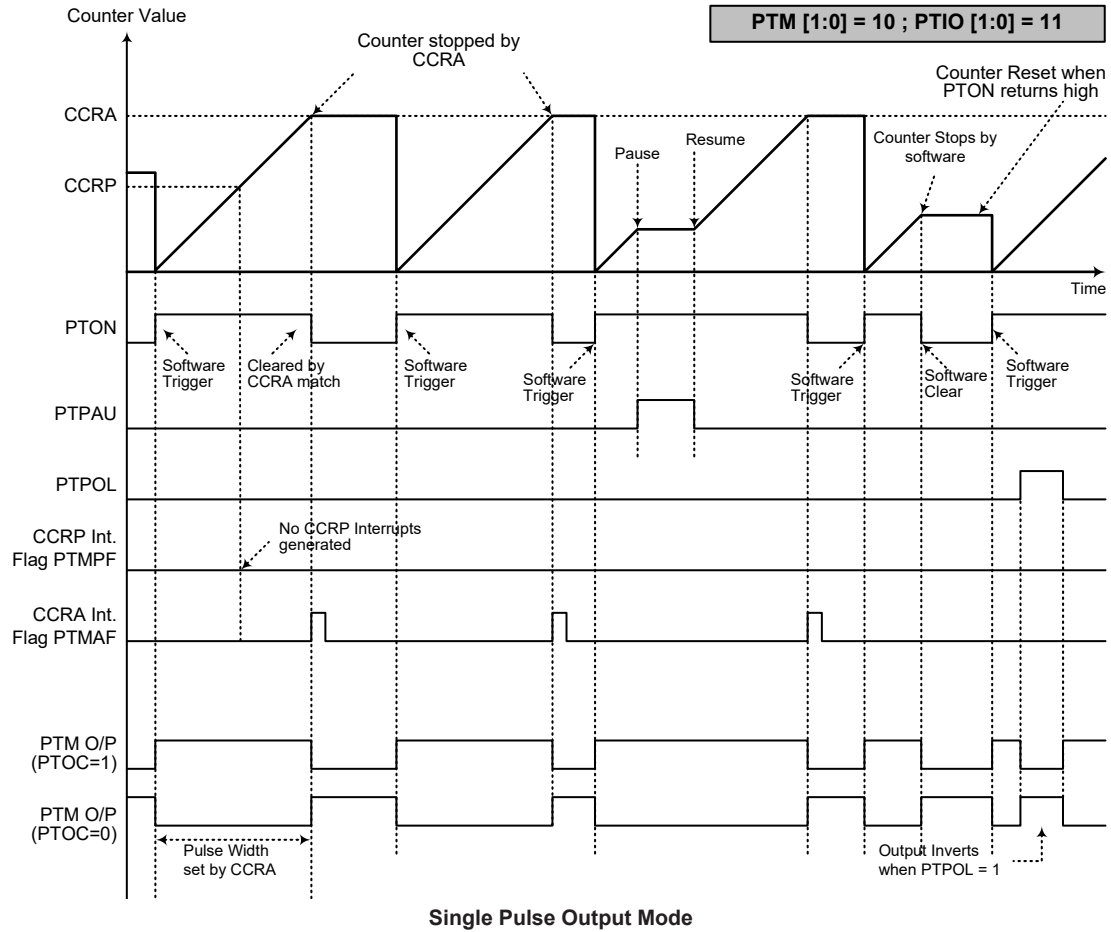 Counter Value
PTM [1:0] = 10 ; PTIO [1:0] = 11
Counter stopped by
CCRA
Counter Reset when
PTON returns high
CCRA
Pause
Resume
Counter Stops by
software
CCRP
Time
PTON
Software
Trigger
Cleared by
CCRA match
Software
Trigger
Software
Trigger
Software
Trigger
Software
Clear
Software
Trigger
PTPAU
PTPOL
CCRP Int.
Flag PTMPF
No CCRP Interrupts
generated
CCRA Int.
Flag PTMAF
PTM O/P
(PTOC=1)
PTM O/P
(PTOC=0)
Pulse Width
set by CCRA
Output Inverts
when PTPOL = 1
Single Pulse Output Mode